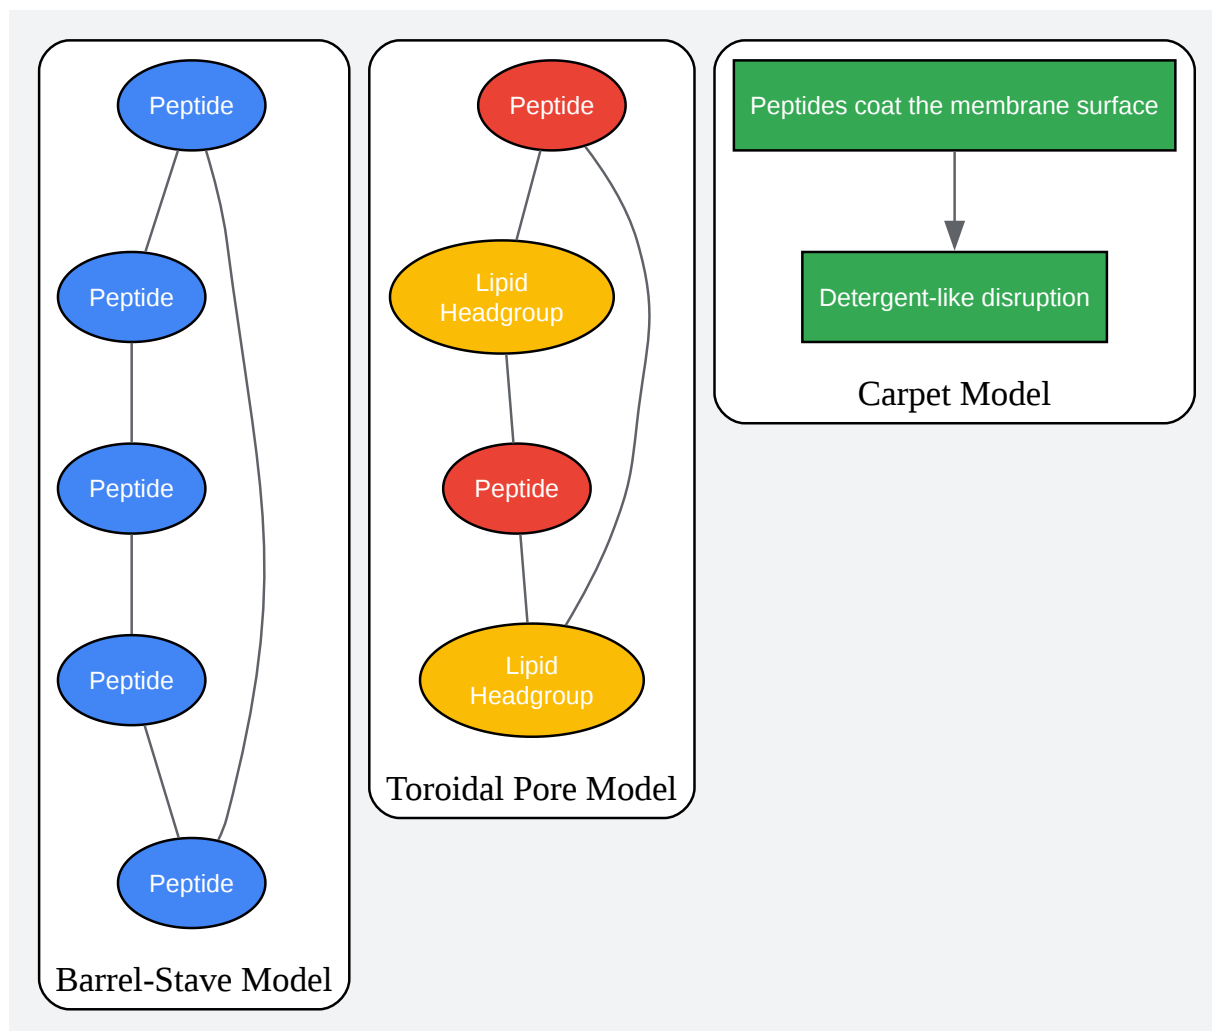 Peptide
Peptide
Peptide
Peptide
Peptide
Barrel-Stave Model
Peptide
Lipid
Headgroup
Peptide
Lipid
Headgroup
Toroidal Pore Model
Peptides coat the membrane surface
Detergent-like disruption
Carpet Model